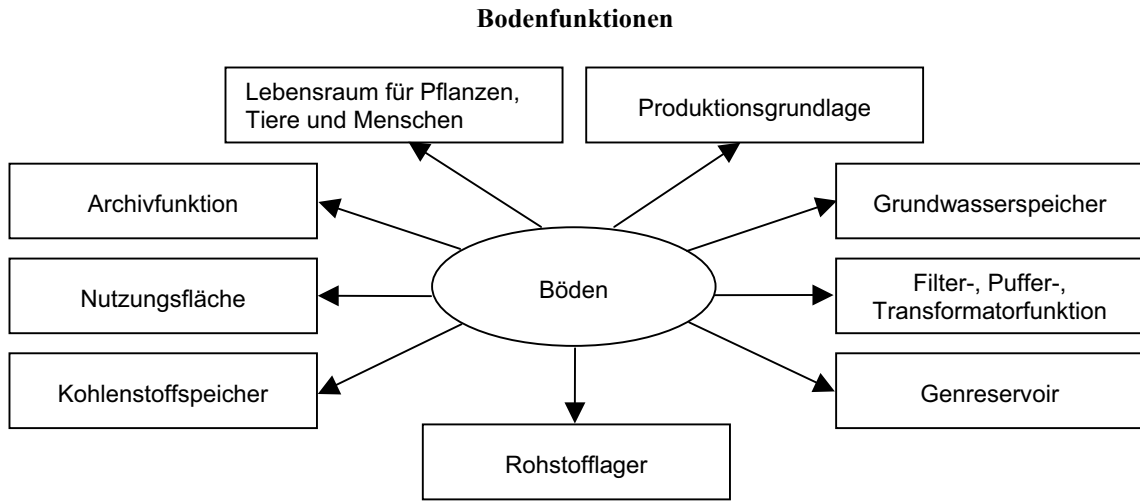 Bodenfunktionen
Lebensraum für Pflanzen,
Tiere und Menschen
Produktionsgrundlage
Archivfunktion
Grundwasserspeicher
Nutzungsfläche
Böden
Filter-, Puffer-,
Transformatorfunktion
Kohlenstoffspeicher
Genreservoir
Rohstofflager